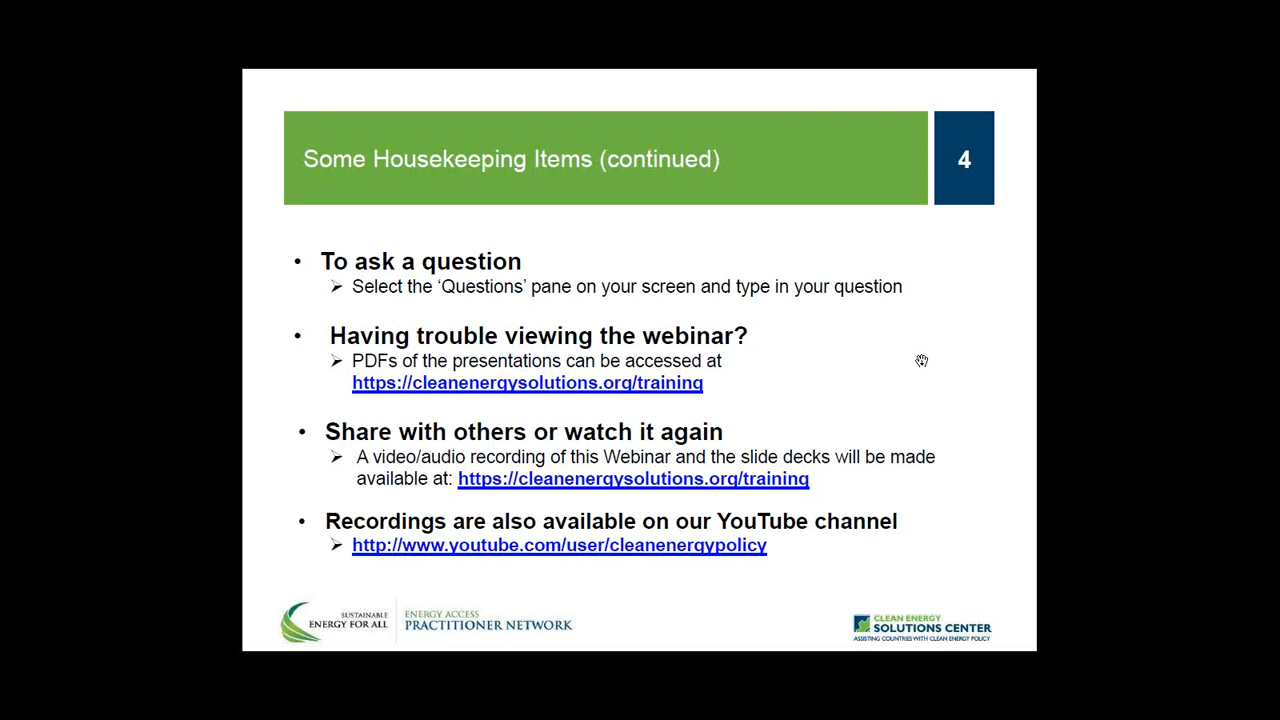 Some Housekeeping Items (continued)
4
• To ask a question
➢ Select the ‘Questions’ pane on your screen and type in your question
• Having trouble viewing the webinar?
➢ PDFs of the presentations can be accessed at
https://cleanenergysolutions.org/training
• Share with others or watch it again
➢ A video/audio recording of this Webinar and the slide decks will be made
available at: https://cleanenergysolutions.org/training
• Recordings are also available on our YouTube channel
➢ http://www.youtube.com/user/cleanenergypolicy
SUSTAINABLE
ENERGY FOR ALL
ENERGY ACCESS
PRACTITIONER NETWORK
CLEAN ENERGY
SOLUTIONS CENTER
ASSISTING COUNTRIES WITH CLEAN ENERGY POLICY